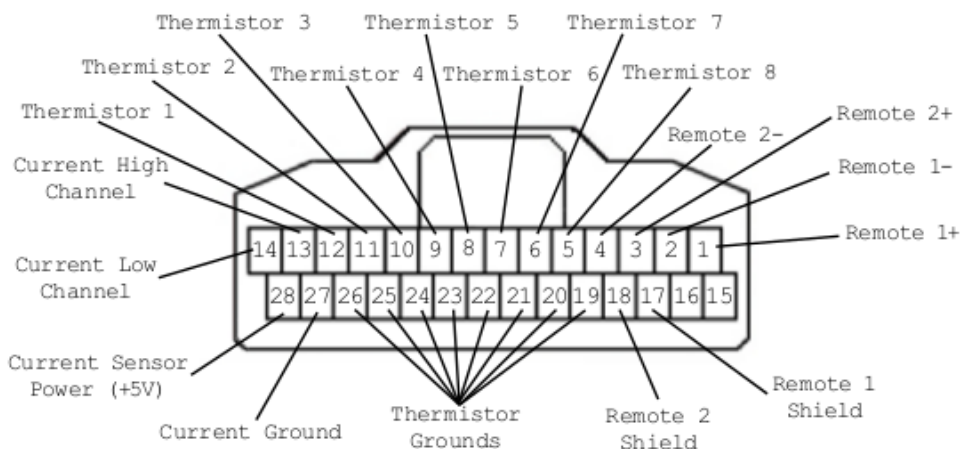 Thermistor 3
Thermistor 5
Thermistor 7
Thermistor 2
Thermistor 4
Thermistor 6
Thermistor 8
Thermistor 1
Remote 2+
Remote 2-
Current High
Channel
Remote 1-
Remote 1+
14 13 12 11 10 9 8 7 6 5 4 3 2 1
Current Low
Channel
28 27 26 25 24 23 22 21 20 19 18 17 16 15
Current Sensor
Power (+5V)
Remote 1
Shield
Current Ground
Thermistor
Grounds
Remote 2
Shield